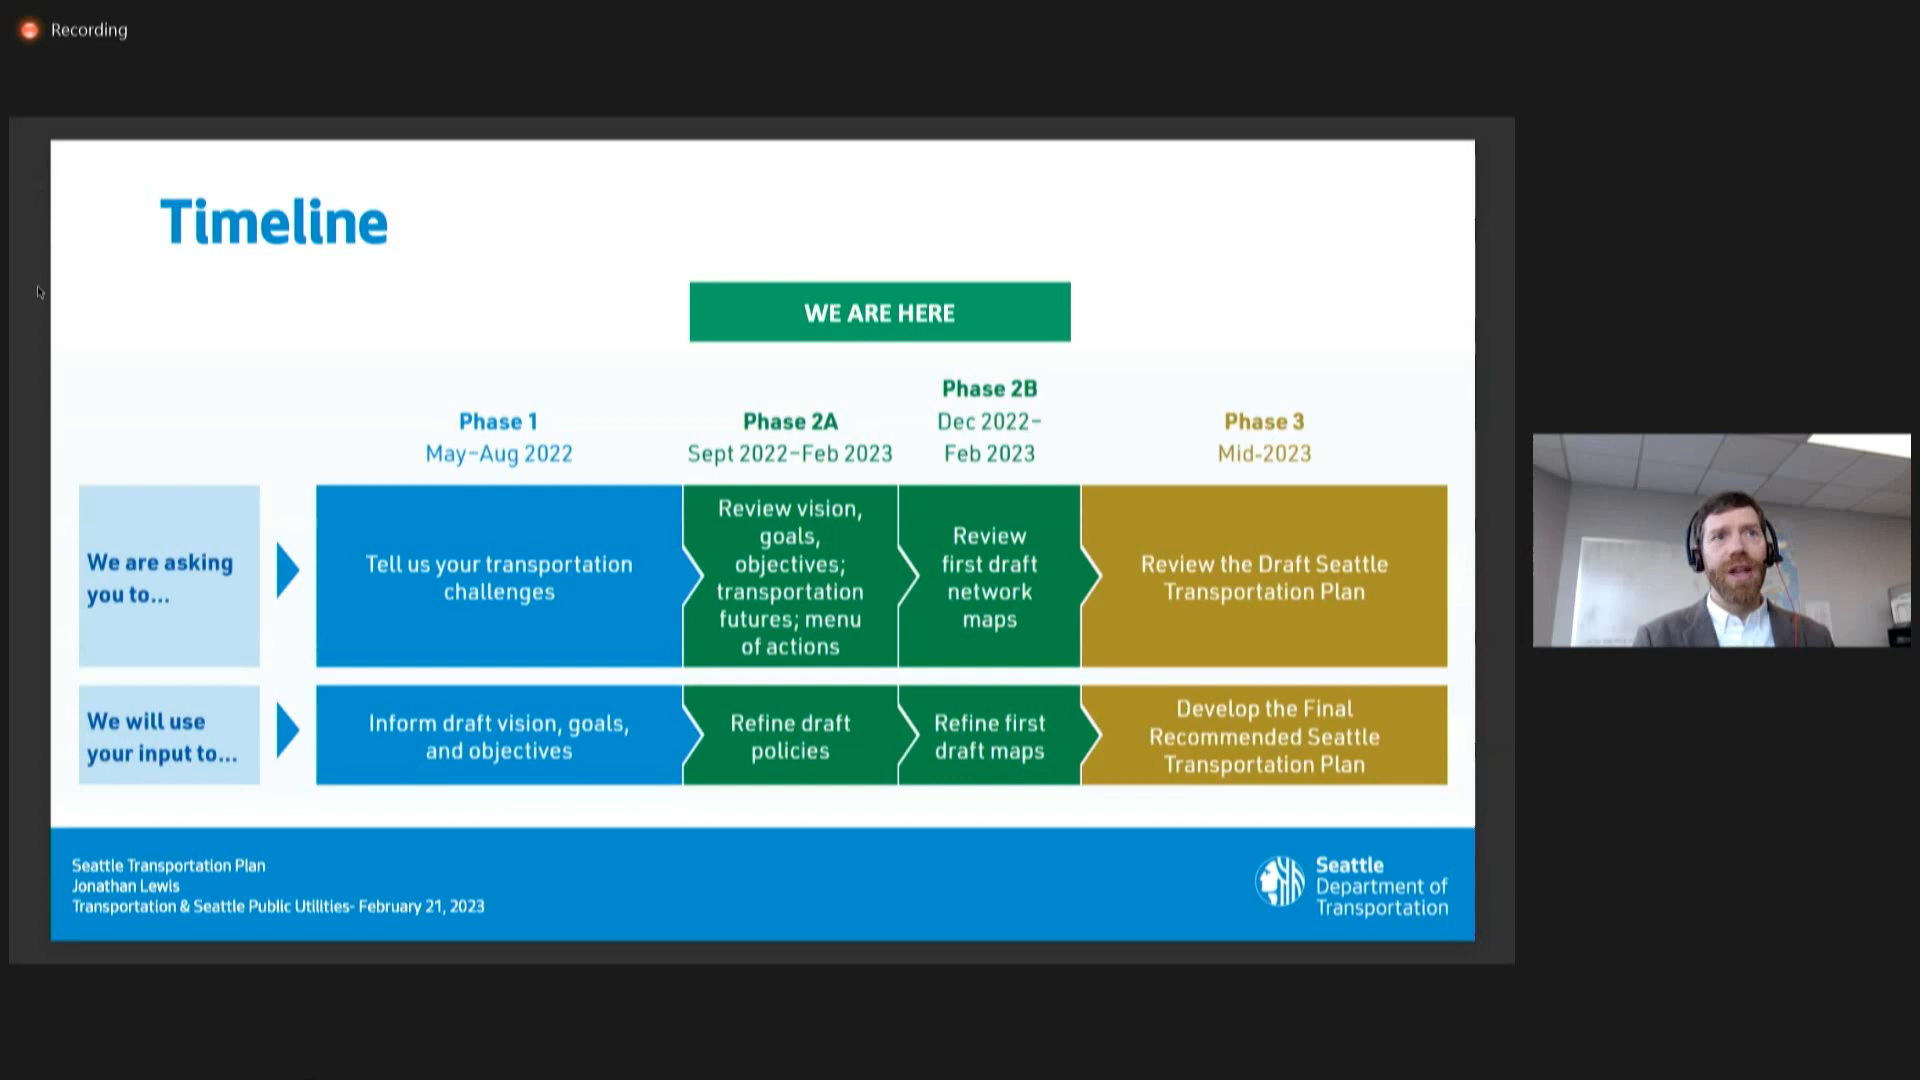 Recording
Timeline
WE ARE HERE
Phase 1
May–Aug 2022
Phase 2A
Sept 2022–Feb 2023
Phase 2B
Dec 2022–
Feb 2023
Phase 3
Mid-2023
We are asking
you to...
Tell us your transportation
challenges
Review vision,
goals,
objectives;
transportation
futures; menu
of actions
Review
first draft
network
maps
Review the Draft Seattle
Transportation Plan
We will use
your input to...
Inform draft vision, goals,
and objectives
Refine draft
policies
Refine first
draft maps
Develop the Final
Recommended Seattle
Transportation Plan
Seattle Transportation Plan
Jonathan Lewis
Transportation & Seattle Public Utilities- February 21, 2023
Seattle
Department of
Transportation